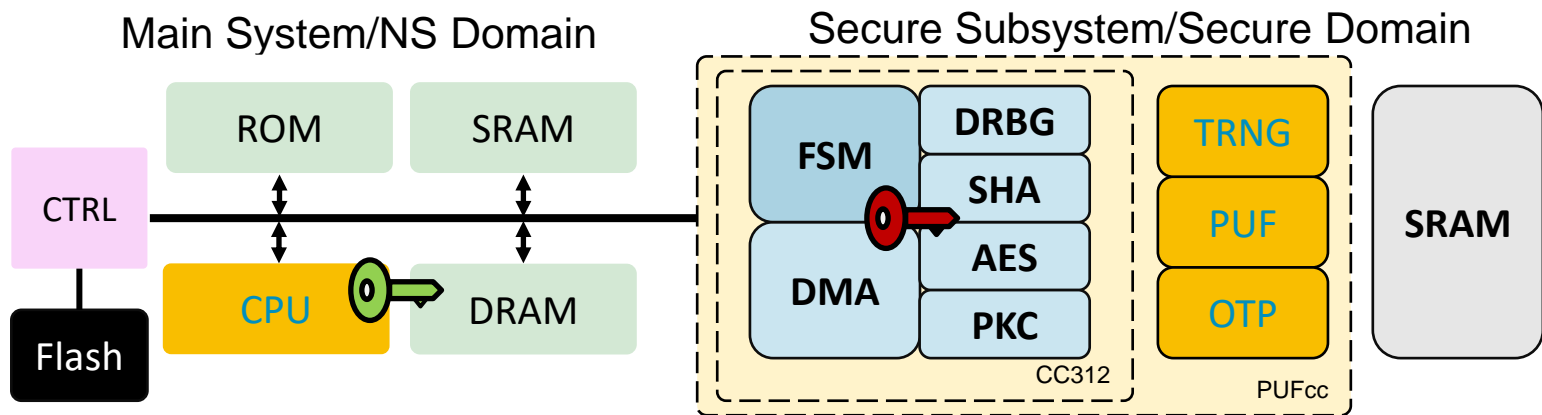 Main System/NS Domain
Secure Subsystem/Secure Domain
CTRL
Flash
ROM
SRAM
CPU
DRAM
FSM
DMA
DRBG
SHA
AES
PKC
CC312
TRNG
PUF
OTP
PUFcc
SRAM